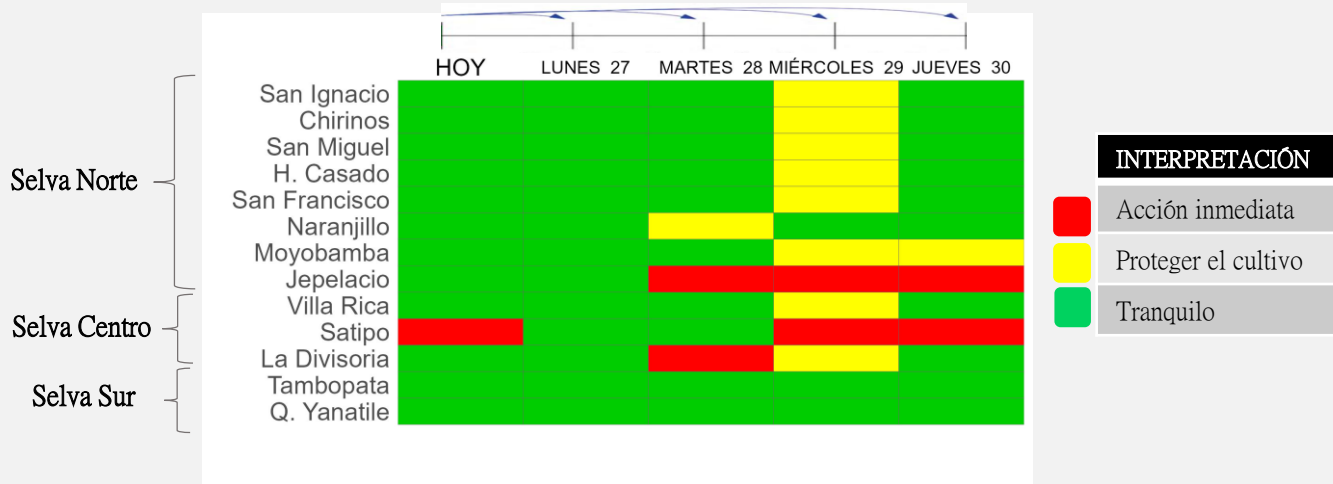 HOY LUNES 27 MARTES 28 MIÉRCOLES 29 JUEVES 30
Selva Norte
San Ignacio
Chirinos
San Miguel
H. Casado
San Francisco
Naranjillo
Moyobamba
Jepelacio
Selva Centro
Villa Rica
Satipo
La Divisoria
Selva Sur
Tambopata
Q. Yanatile
INTERPRETACIÓN
Acción inmediata
Proteger el cultivo
Tranquilo